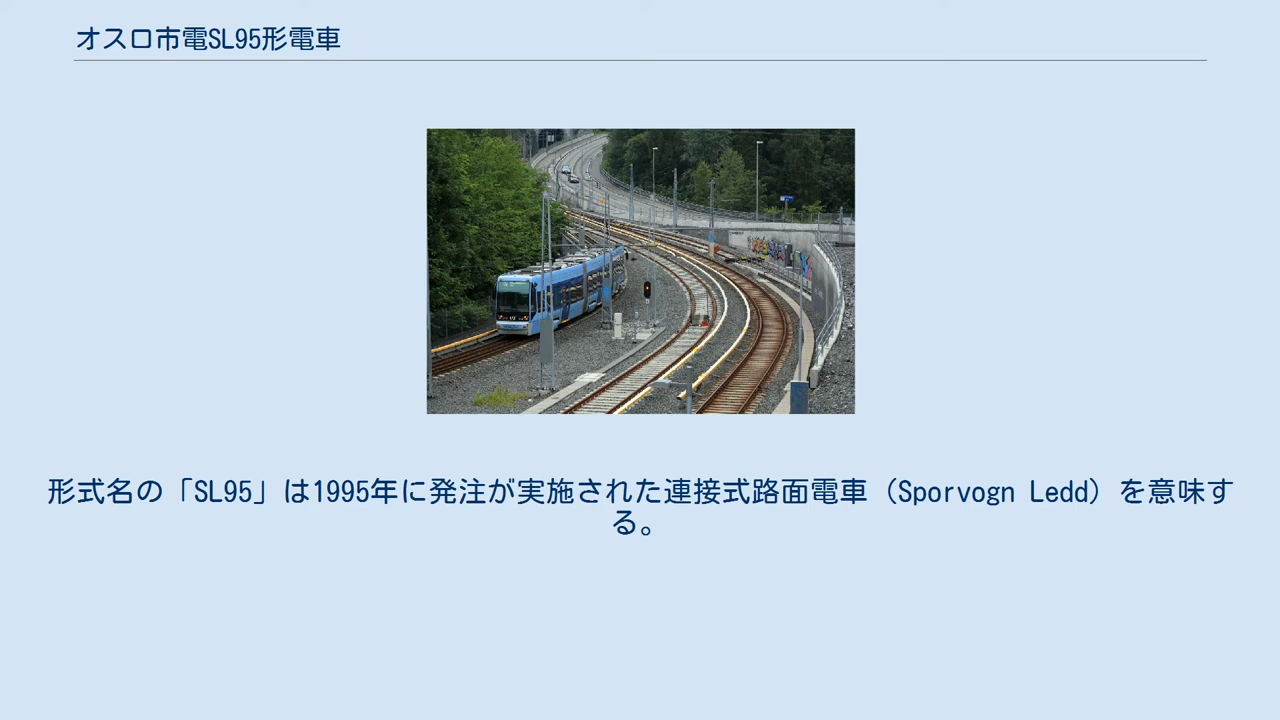 オスロ市電SL95形電車
形式名の「SL95」は1995年に発注が実施された連接式路面電車（Sporvogn Ledd）を意味す
る。